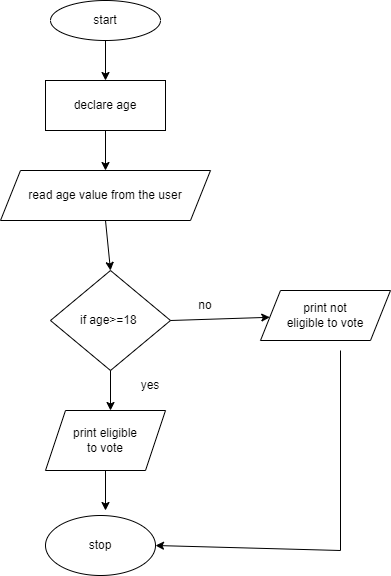 start
declare age
read age value from the user
if age>=18
no
print not
eligible to vote
yes
print eligible
to vote
stop